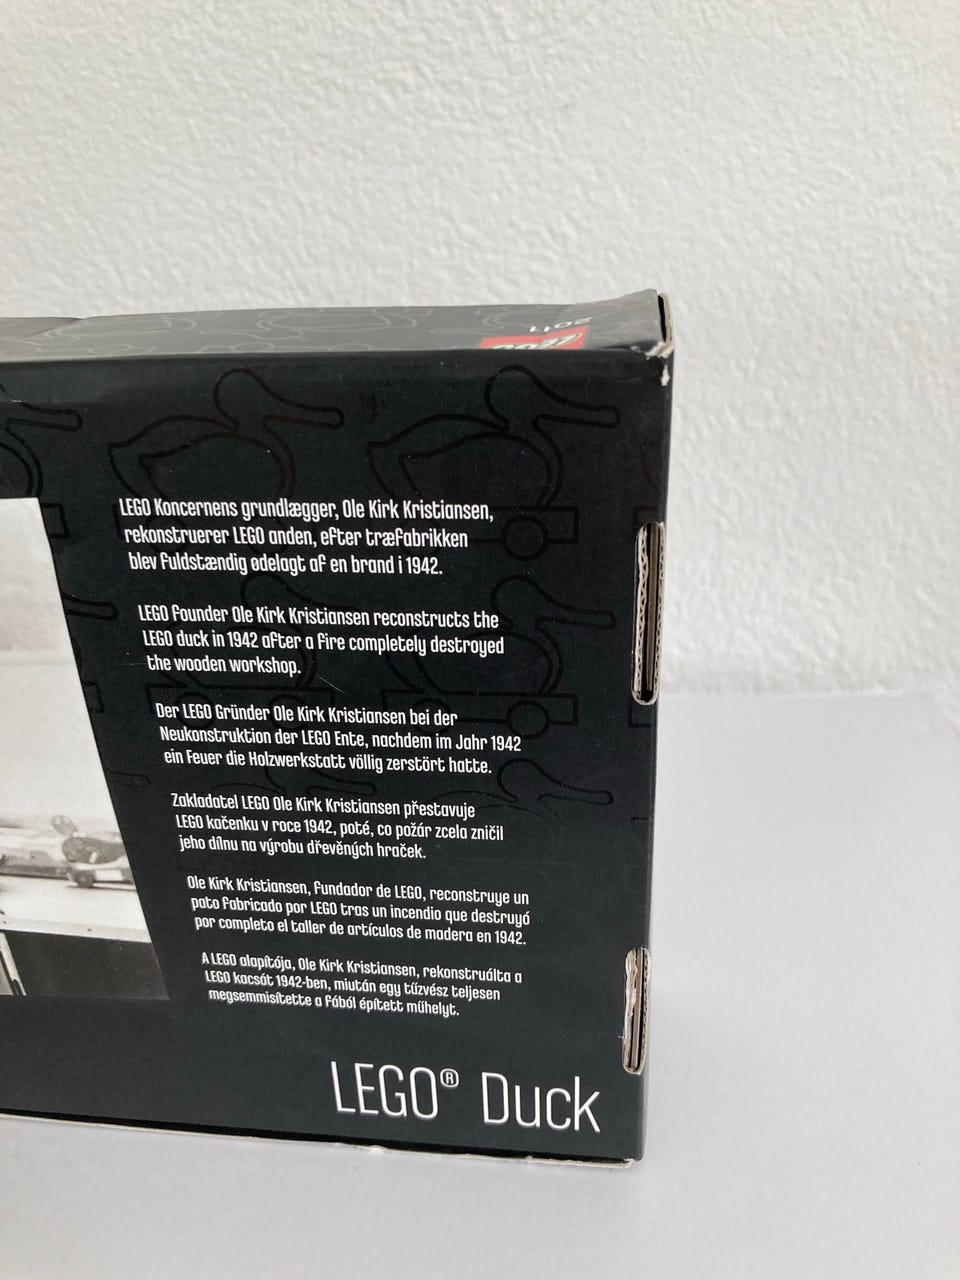 2011
LEGO
LEGO Koncernens grundlægger, Ole Kirk Kristiansen,
rekonstruerer LEGO anden, efter træfabrikken
blev fuldstændig ødelagt af en brand i 1942.
LEGO founder Ole Kirk Kristiansen reconstructs the
LEGO duck in 1942 after a fire completely destroyed
the wooden workshop.
Der LEGO Gründer Ole Kirk Kristiansen bei der
Neukonstruktion der LEGO Ente, nachdem im Jahr 1942
ein Feuer die Holzwerkstatt völlig zerstört hatte.
Zakladatel LEGO Ole Kirk Kristiansen přestavuje
LEGO kačenku v roce 1942, poté, co požár zcela zničil
jeho dílnu na výrobu dřevěných hraček.
Ole Kirk Kristiansen, fundador de LEGO, reconstruye un
pato fabricado por LEGO tras un incendio que destruyó
por completo el taller de artículos de madera en 1942.
A LEGO alapítója, Ole Kirk Kristiansen, rekonstruálta a
LEGO kacsát 1942-ben, miután egy tűzvész teljesen
megsemmisítette a fából épített műhelyt.
LEGO® Duck